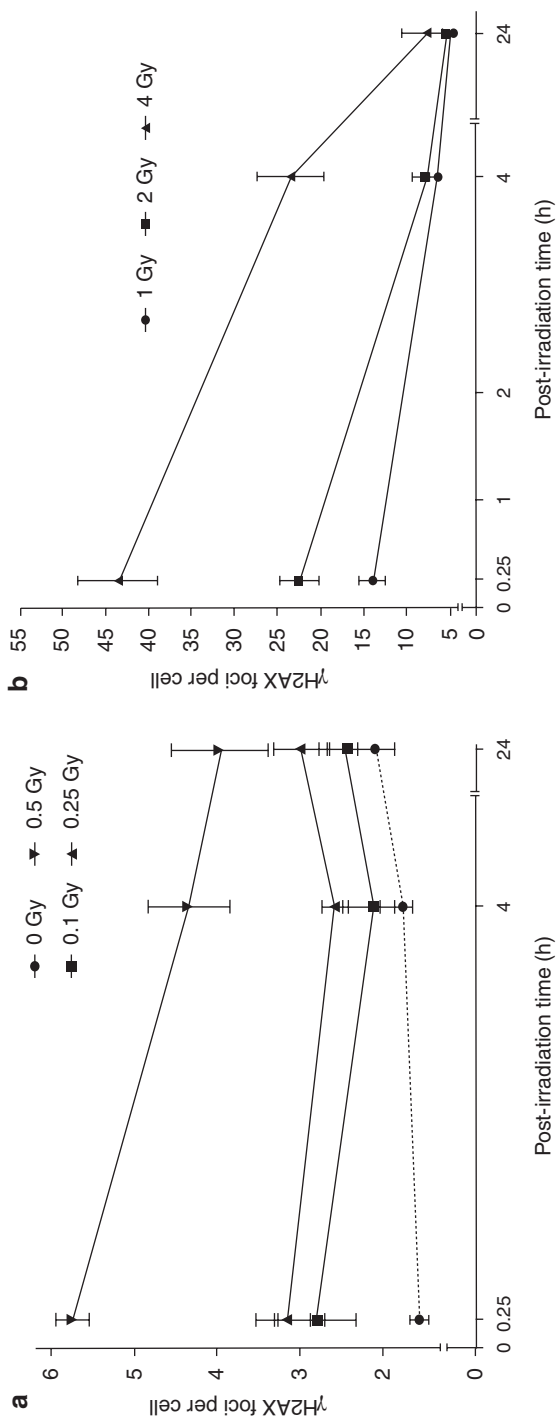 a
0 Gy
0.5 Gy
0.1 Gy
0.25 Gy
6
5
4
3
2
0
γH2AX foci per cell
0 0.25 4 24
Post-irradiation time (h)
b
1 Gy 2 Gy 4 Gy
55
50
45
40
35
30
25
20
15
10
5
0
γH2AX foci per cell
0 0.25 1 2 4 24
Post-irradiation time (h)